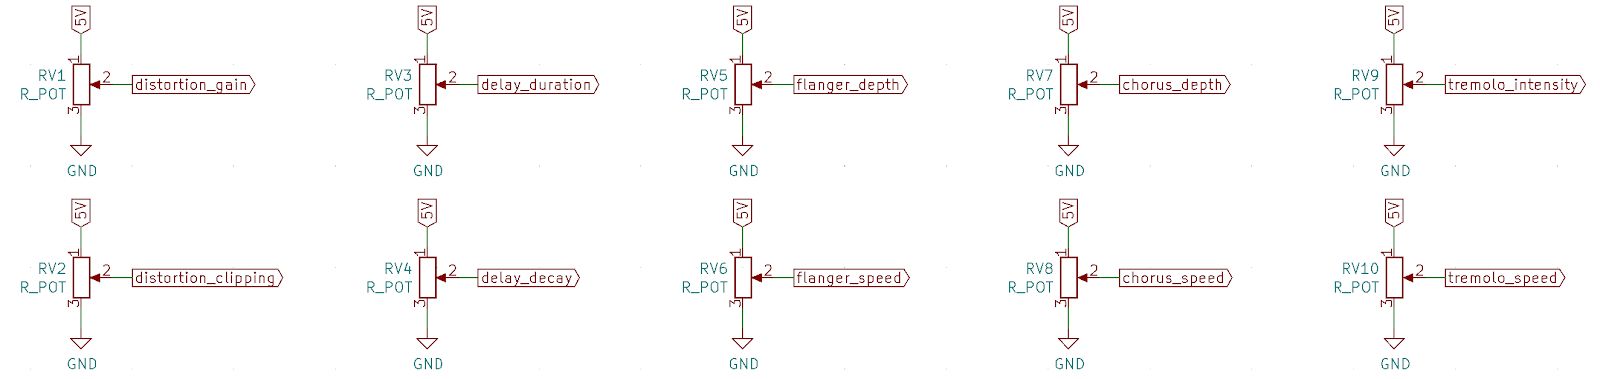 5V 5V 5V 5V 5V
1 1 1 1 1
RV1 2 distortion_gain RV3 2 delay_duration RV5 2 flanger_depth RV7 2 chorus_depth RV9 2 tremolo_intensity
R_POT R_POT R_POT R_POT R_POT
3 3 3 3 3
GND GND GND GND GND
5V 5V 5V 5V 5V
1 1 1 1 1
RV2 2 distortion_clipping RV4 2 delay_decay RV6 2 flanger_speed RV8 2 chorus_speed RV10 2 tremolo_speed
R_POT R_POT R_POT R_POT R_POT
3 3 3 3 3
GND GND GND GND GND